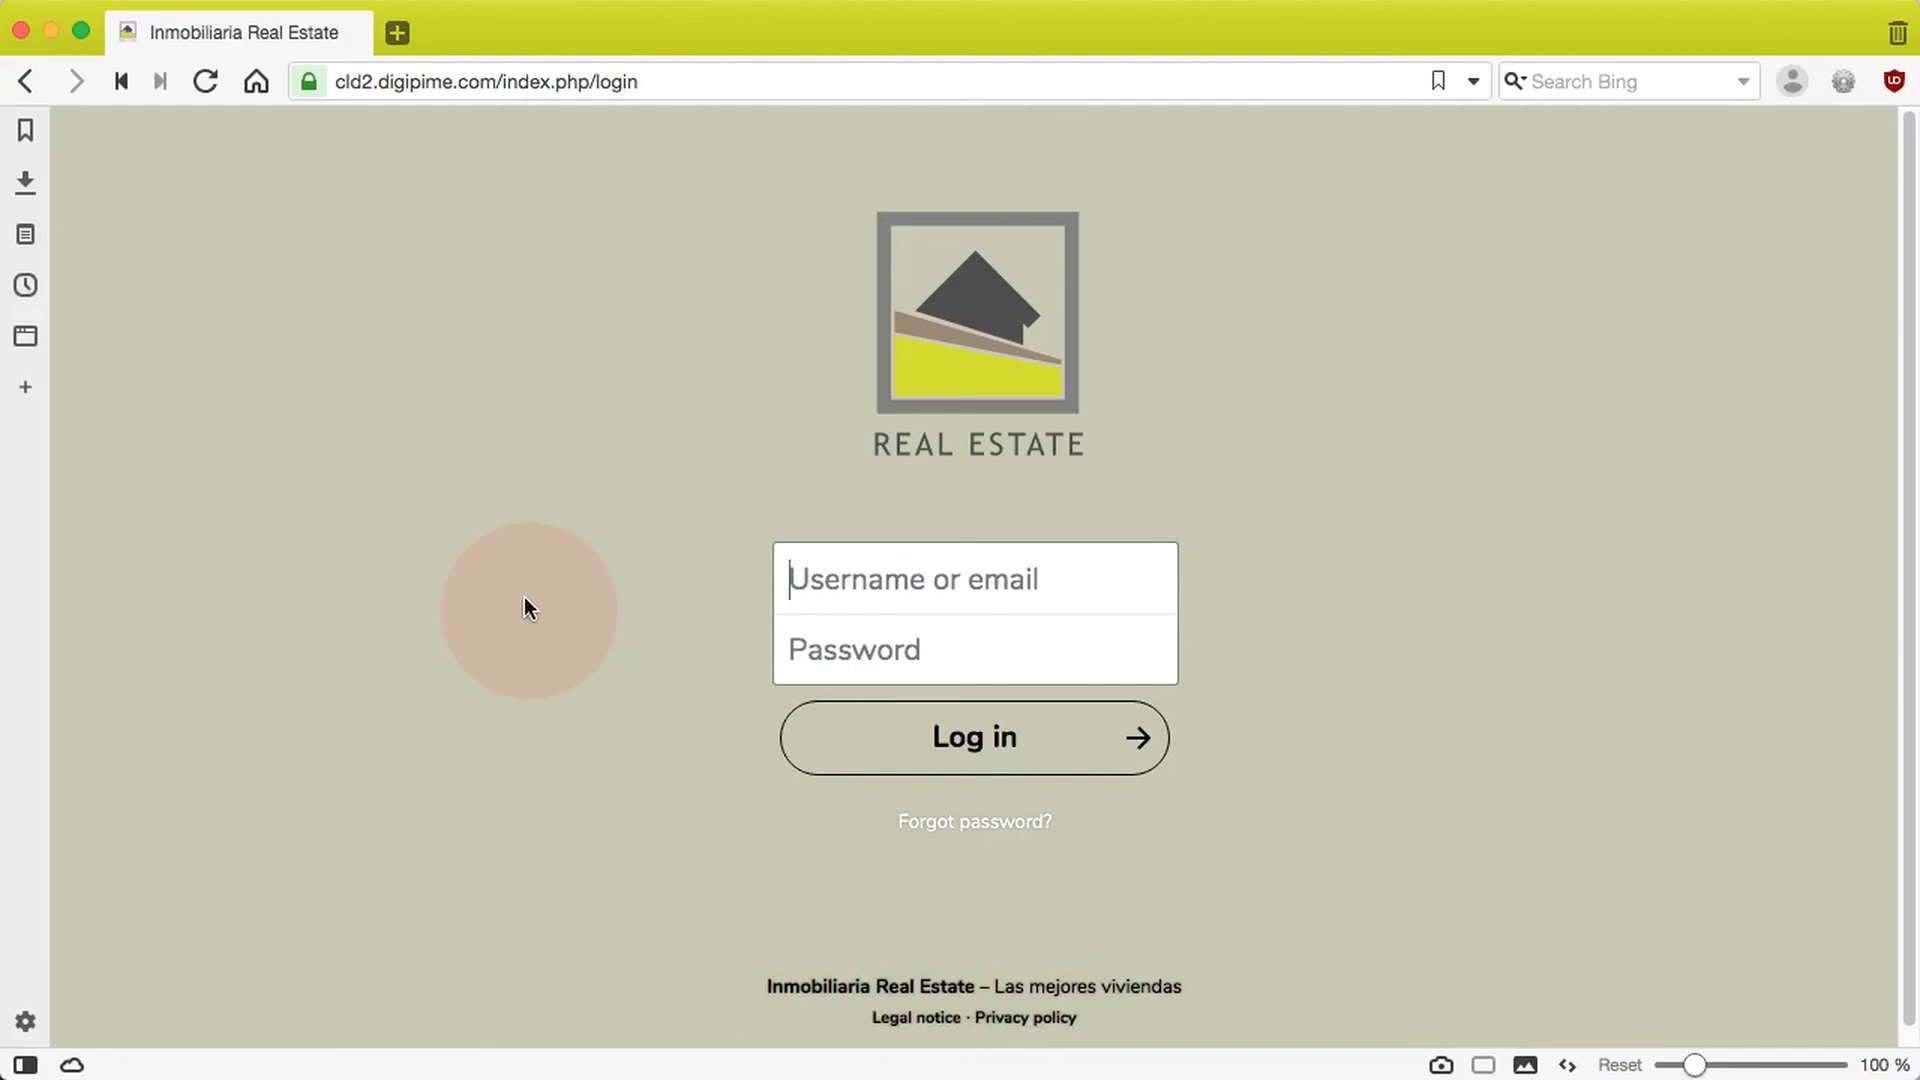 Inmobiliaria Real Estate
cld2.digipime.com/index.php/login
Search Bing
REAL ESTATE
Username or email
Password
Log in
Forgot password?
Inmobiliaria Real Estate – Las mejores viviendas
Legal notice · Privacy policy
Reset
100 %